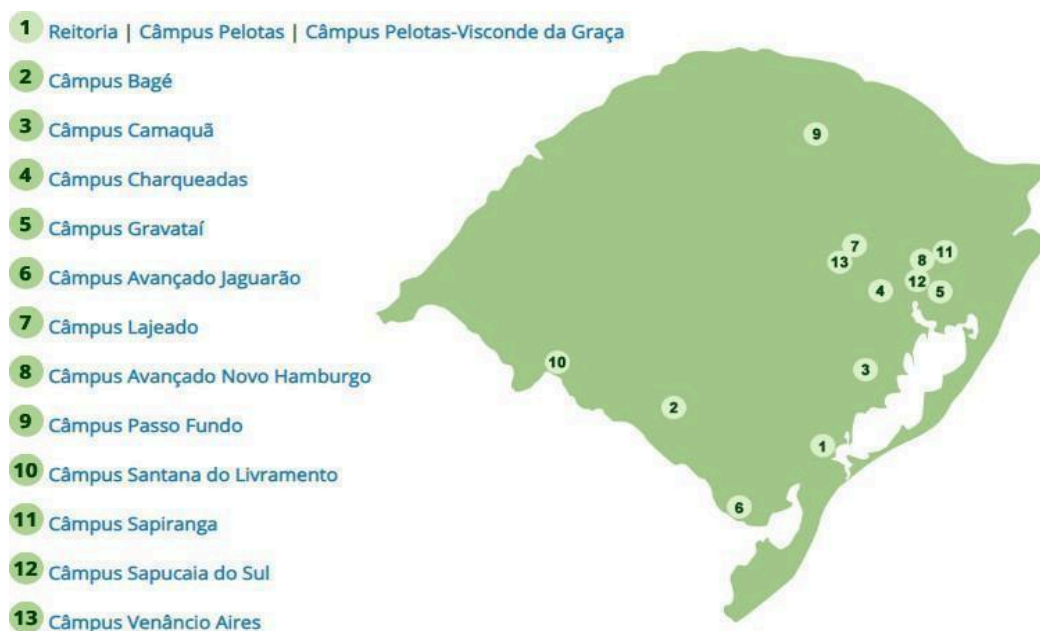 1 Reitoria | Câmpus Pelotas | Câmpus Pelotas-Visconde da Graça
2 Câmpus Bagé
3 Câmpus Camaquã
4 Câmpus Charqueadas
5 Câmpus Gravataí
6 Câmpus Avançado Jaguarão
7 Câmpus Lajeado
8 Câmpus Avançado Novo Hamburgo
9 Câmpus Passo Fundo
10 Câmpus Santana do Livramento
11 Câmpus Sapiranga
12 Câmpus Sapucaia do Sul
13 Câmpus Venâncio Aires
9
7
11
8
13
12
4
5
10
3
2
1
6